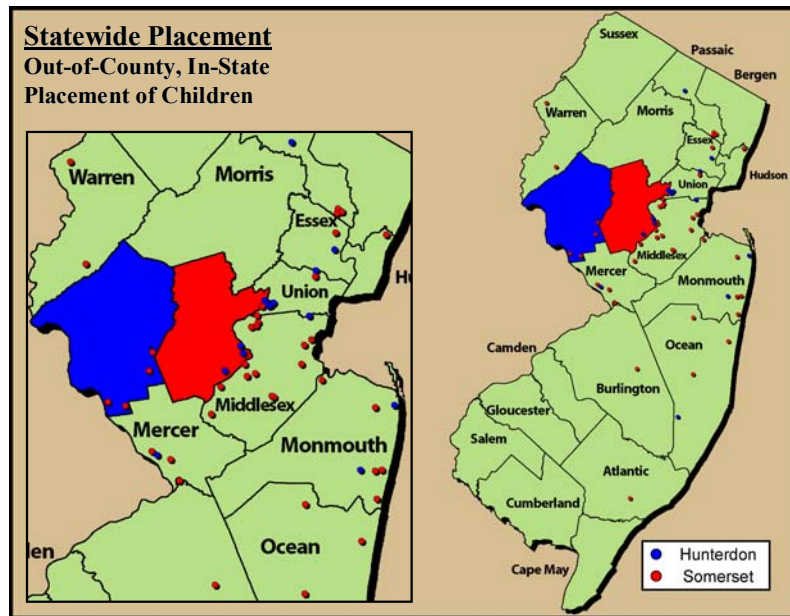 Statewide Placement
Out-of-County, In-State
Placement of Children
Warren
Morris
Essex
Hu
Union
Middlesex
Mercer
Monmouth
Ocean
den
Sussex
Passaic
Bergen
Warren
Morris
Essex
Hudson
Union
Middlesex
Mercer
Monmouth
Camden
Ocean
Burlington
Gloucester
Salem
Atlantic
Cumberland
Cape May
Hunterdon
Somerset